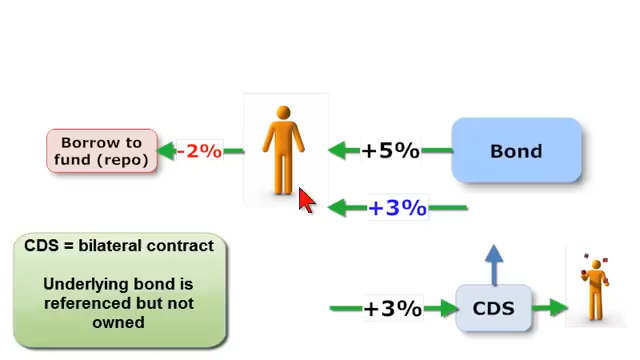 Borrow to
fund (repo)
-2%
+5%
Bond
+3%
CDS = bilateral contract
Underlying bond is
referenced but not
owned
+3%
CDS